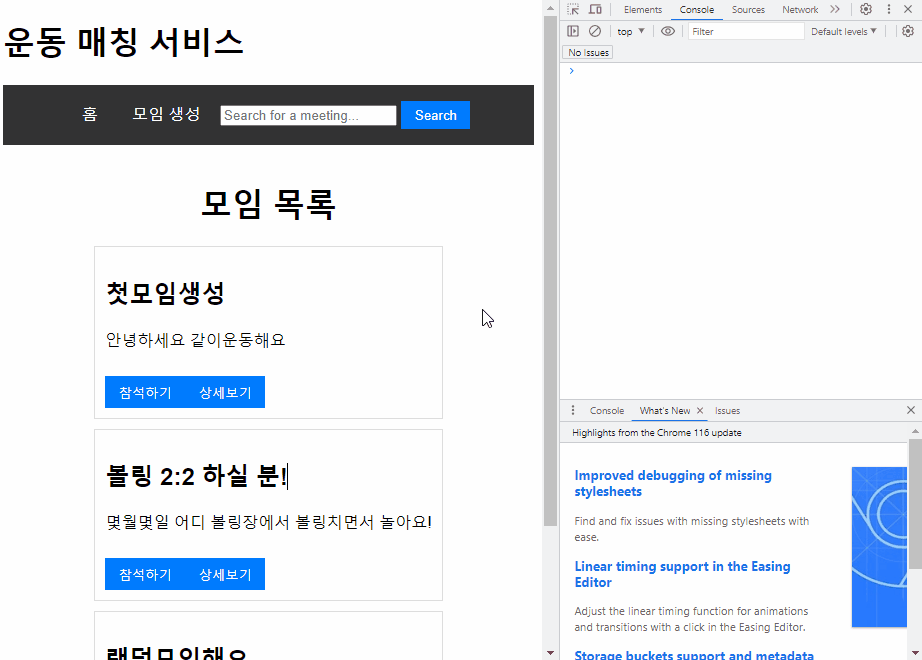 운동 매칭 서비스
홈 모임 생성 Search for a meeting... Search
모임 목록
첫모임생성
안녕하세요 같이운동해요
참석하기 상세보기
볼링 2:2 하실 분!
몇월몇일 어디 볼링장에서 볼링치면서 놀아요!
참석하기 상세보기
랜덤모임해요
Elements Console Sources Network
top Filter Default levels
No Issues
Console What's New Issues
Highlights from the Chrome 116 update
Improved debugging of missing
stylesheets
Find and fix issues with missing stylesheets with
ease.
Linear timing support in the Easing
Editor
Adjust the linear timing function for animations
and transitions with a click in the Easing Editor.
Storage buckets support and metadata